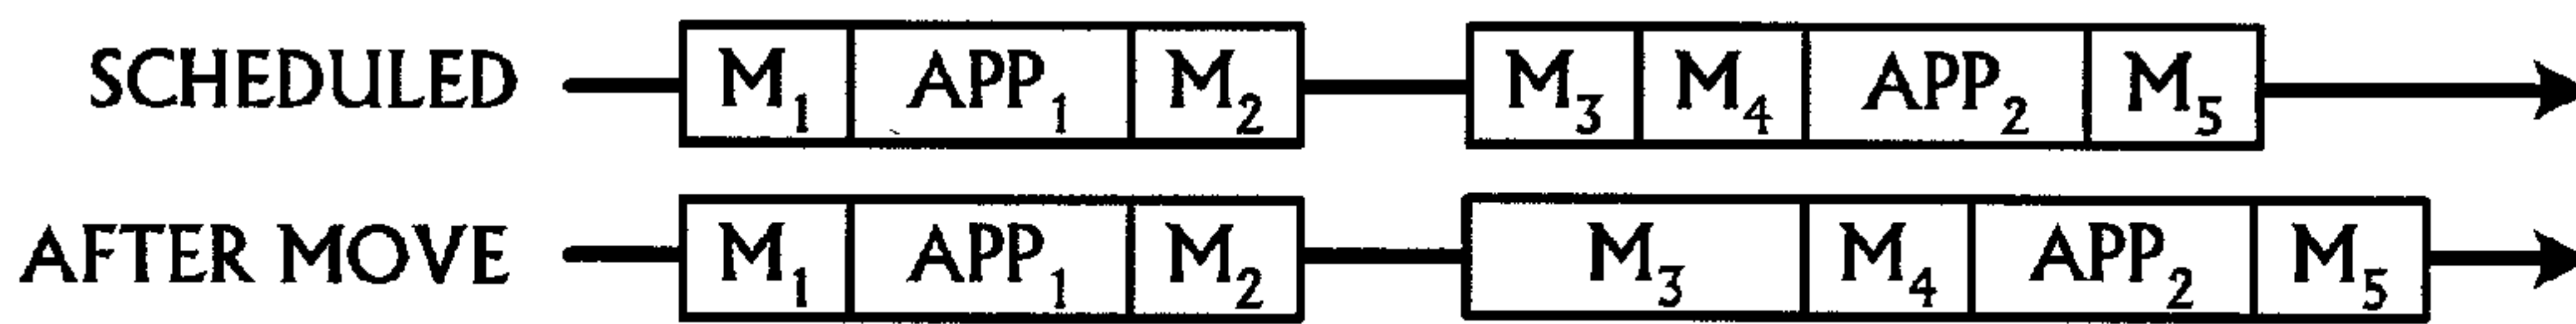 SCHEDULED M₁ APP₁ M₂ M₃ M₄ APP₂ M₅
AFTER MOVE M₁ APP₁ M₂ M₃ M₄ APP₂ M₅